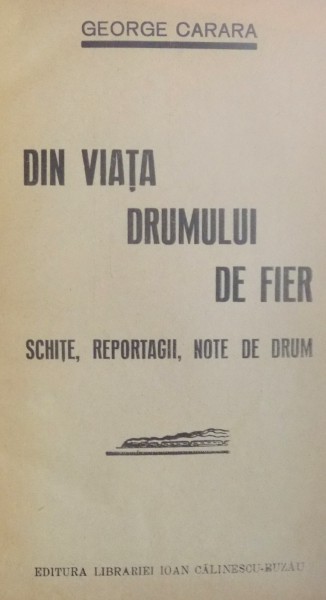 GEORGE CARARA
DIN VIAȚA
DRUMULUI
DE FIER
SCHIȚE, REPORTAGII, NOTE DE DRUM
EDITURA LIBRARIEI IOAN CĂLINESCU-BUZĂU